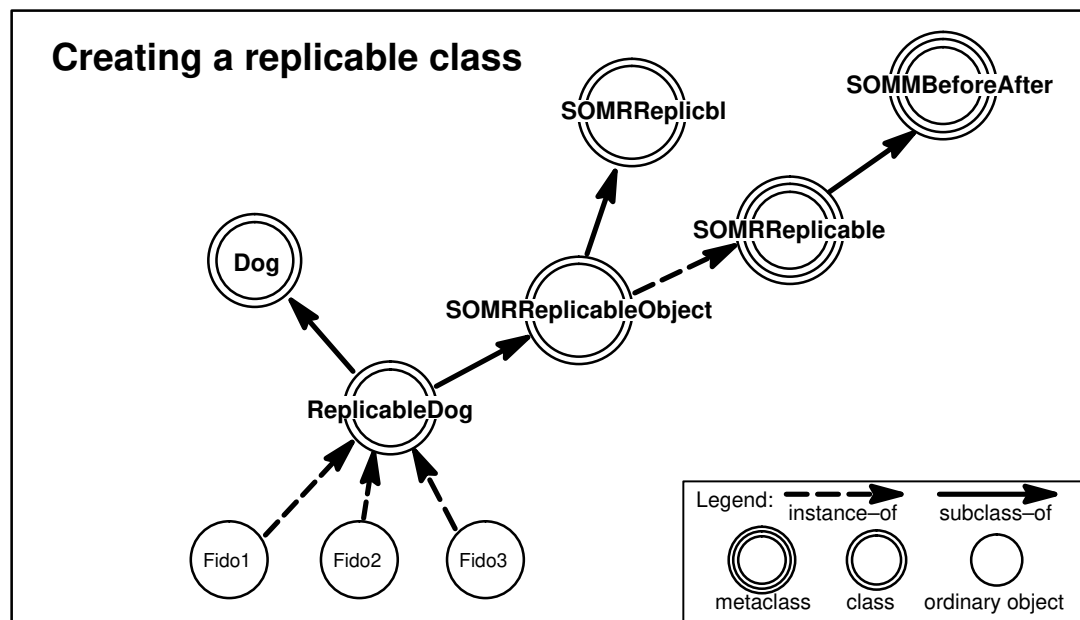 Creating a replicable class
SOMMBeforeAfter
SOMRReplicbl
SOMRReplicable
Dog
SOMRReplicableObject
ReplicableDog
Fido1
Fido2
Fido3
Legend:
instance–of
subclass–of
metaclass
class
ordinary object